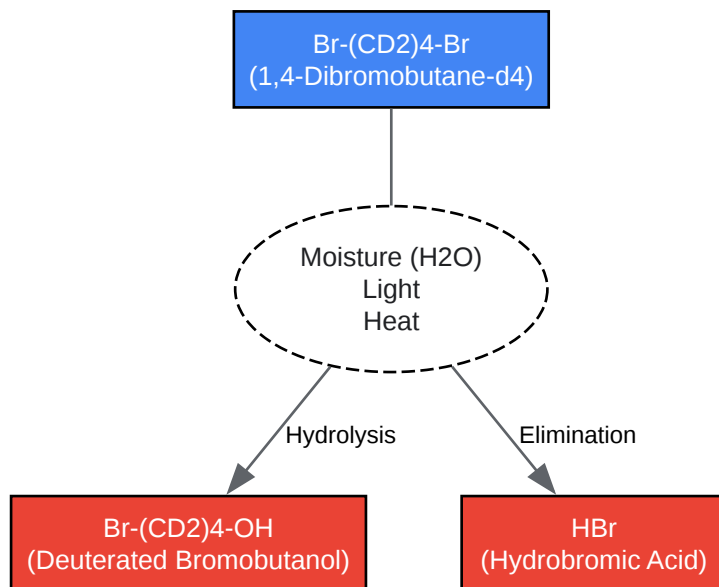 Br-(CD2)4-Br
(1,4-Dibromobutane-d4)
Moisture (H2O)
Light
Heat
Hydrolysis
Elimination
Br-(CD2)4-OH
(Deuterated Bromobutanol)
HBr
(Hydrobromic Acid)